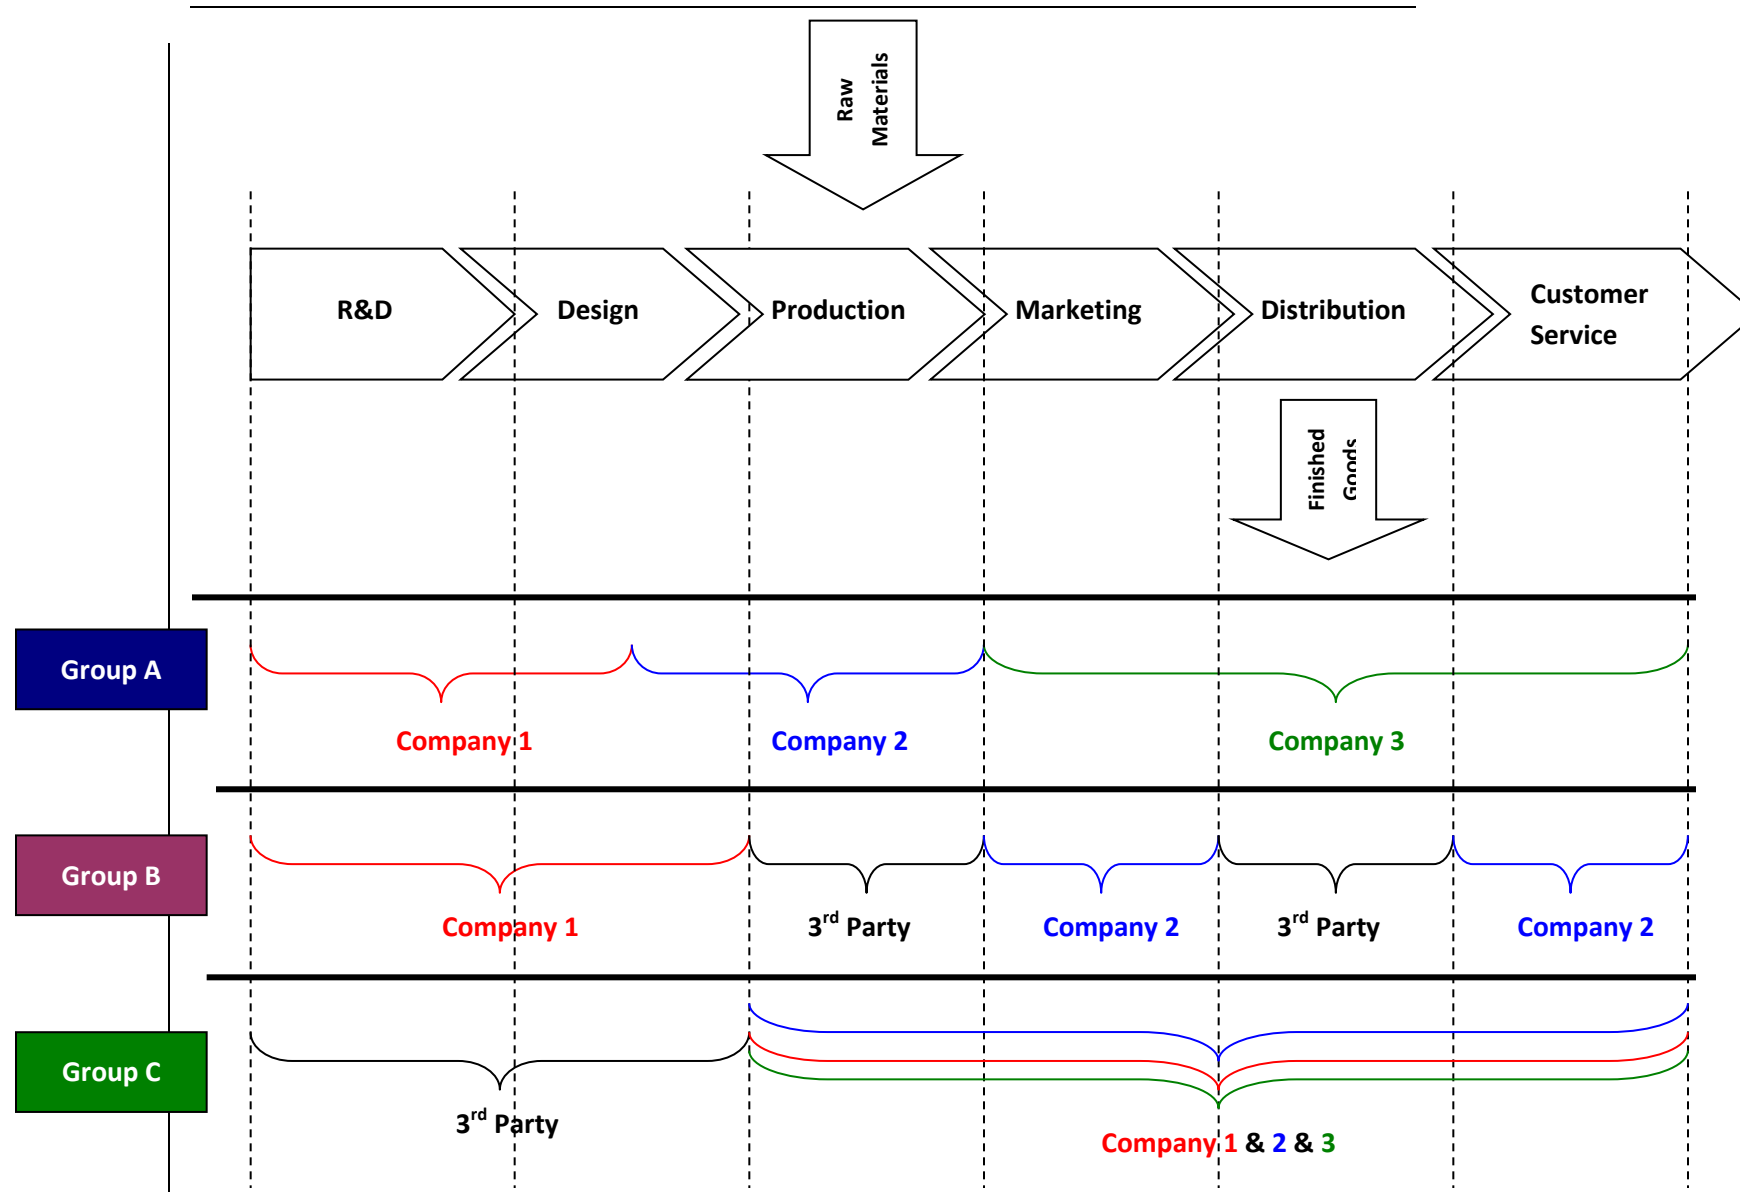 Raw
Materials
R&D
Design
Production
Marketing
Distribution
Customer
Service
Finished
Goods
Group A
Company 1
Company 2
Company 3
Group B
Company 1
3rd Party
Company 2
3rd Party
Company 2
Group C
3rd Party
Company 1 & 2 & 3